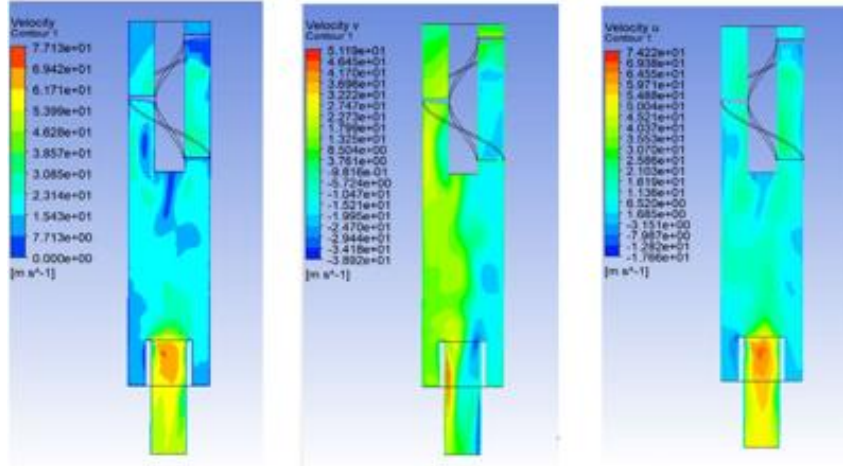 Velocity
Contour 1
7.713e+01
6.942e+01
6.171e+01
5.399e+01
4.628e+01
3.857e+01
3.085e+01
2.314e+01
1.543e+01
7.713e+00
0.000e+00
[m s^-1]
Velocity v
Contour 1
5.119e+01
4.645e+01
4.170e+01
3.696e+01
3.222e+01
2.747e+01
2.273e+01
1.799e+01
1.325e+01
8.504e+00
3.761e+00
-9.816e-01
-5.724e+00
-1.047e+01
-1.521e+01
-1.995e+01
-2.470e+01
-2.944e+01
-3.418e+01
-3.892e+01
[m s^-1]
Velocity u
Contour 1
7.422e+01
6.938e+01
6.455e+01
5.971e+01
5.488e+01
5.004e+01
4.521e+01
4.037e+01
3.553e+01
3.070e+01
2.586e+01
2.103e+01
1.619e+01
1.136e+01
6.520e+00
1.685e+00
-3.151e+00
-7.987e+00
-1.282e+01
-1.766e+01
[m s^-1]